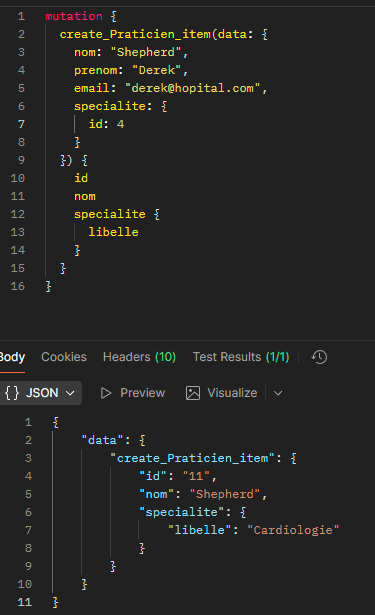 1 mutation {
2 create_Praticien_item(data: {
3 nom: "Shepherd",
4 prenom: "Derek",
5 email: "derek@hopital.com",
6 specialite: {
7 id: 4
8 }
9 }) {
10 id
11 nom
12 specialite {
13 libelle
14 }
15 }
16 }
Body Cookies Headers (10) Test Results (1/1)
{} JSON Preview Visualize
1 {
2 "data": {
3 "create_Praticien_item": {
4 "id": "11",
5 "nom": "Shepherd",
6 "specialite": {
7 "libelle": "Cardiologie"
8 }
9 }
10 }
11 }